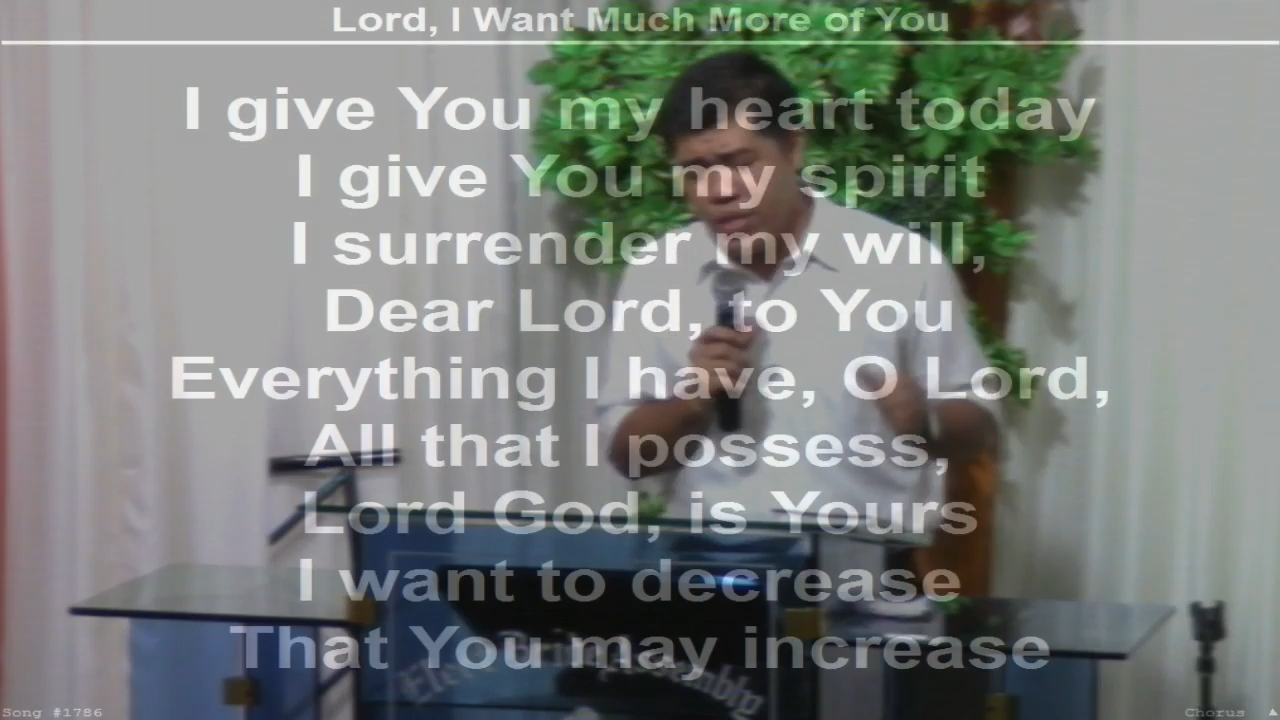 Lord, I Want Much More of You
I give You my heart today
I give You my spirit
I surrender my will,
Dear Lord, to You
Everything I have, O Lord,
All that I possess,
Lord God, is Yours
I want to decrease
That You may increase
Song #1786
Chorus ▲